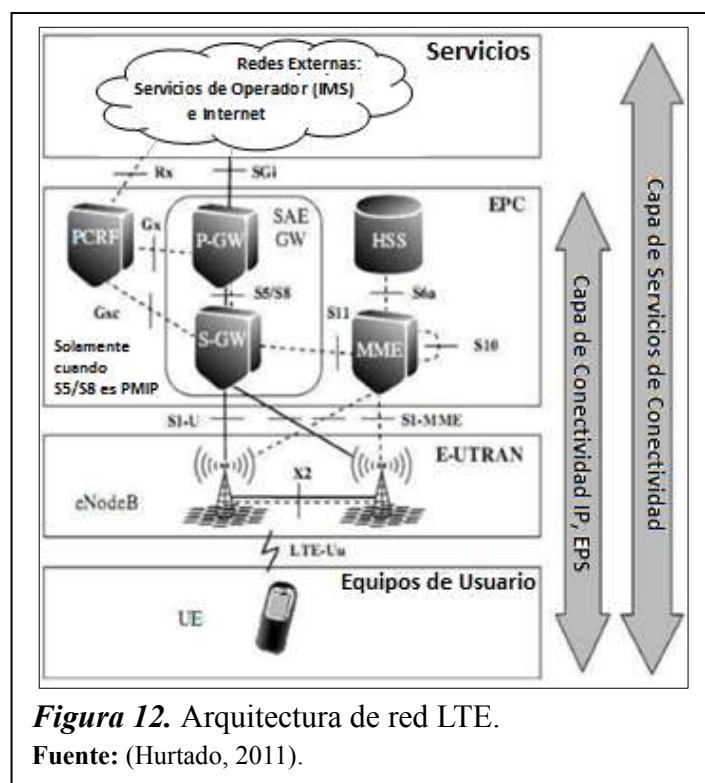 Servicios
Redes Externas:
Servicios de Operador (IMS)
e Internet
Rx
SGi
EPC
SAE
GW
PCRF
Gx
P-GW
HSS
S5/S8
S6a
Gxc
S11
S-GW
MME
S10
Solamente
cuando
S5/S8 es PMIP
S1-U
S1-MME
E-UTRAN
X2
eNodeB
LTE-Uu
Equipos de Usuario
UE
Capa de Conectividad IP, EPS
Capa de Servicios de Conectividad
Figura 12. Arquitectura de red LTE.
Fuente: (Hurtado, 2011).